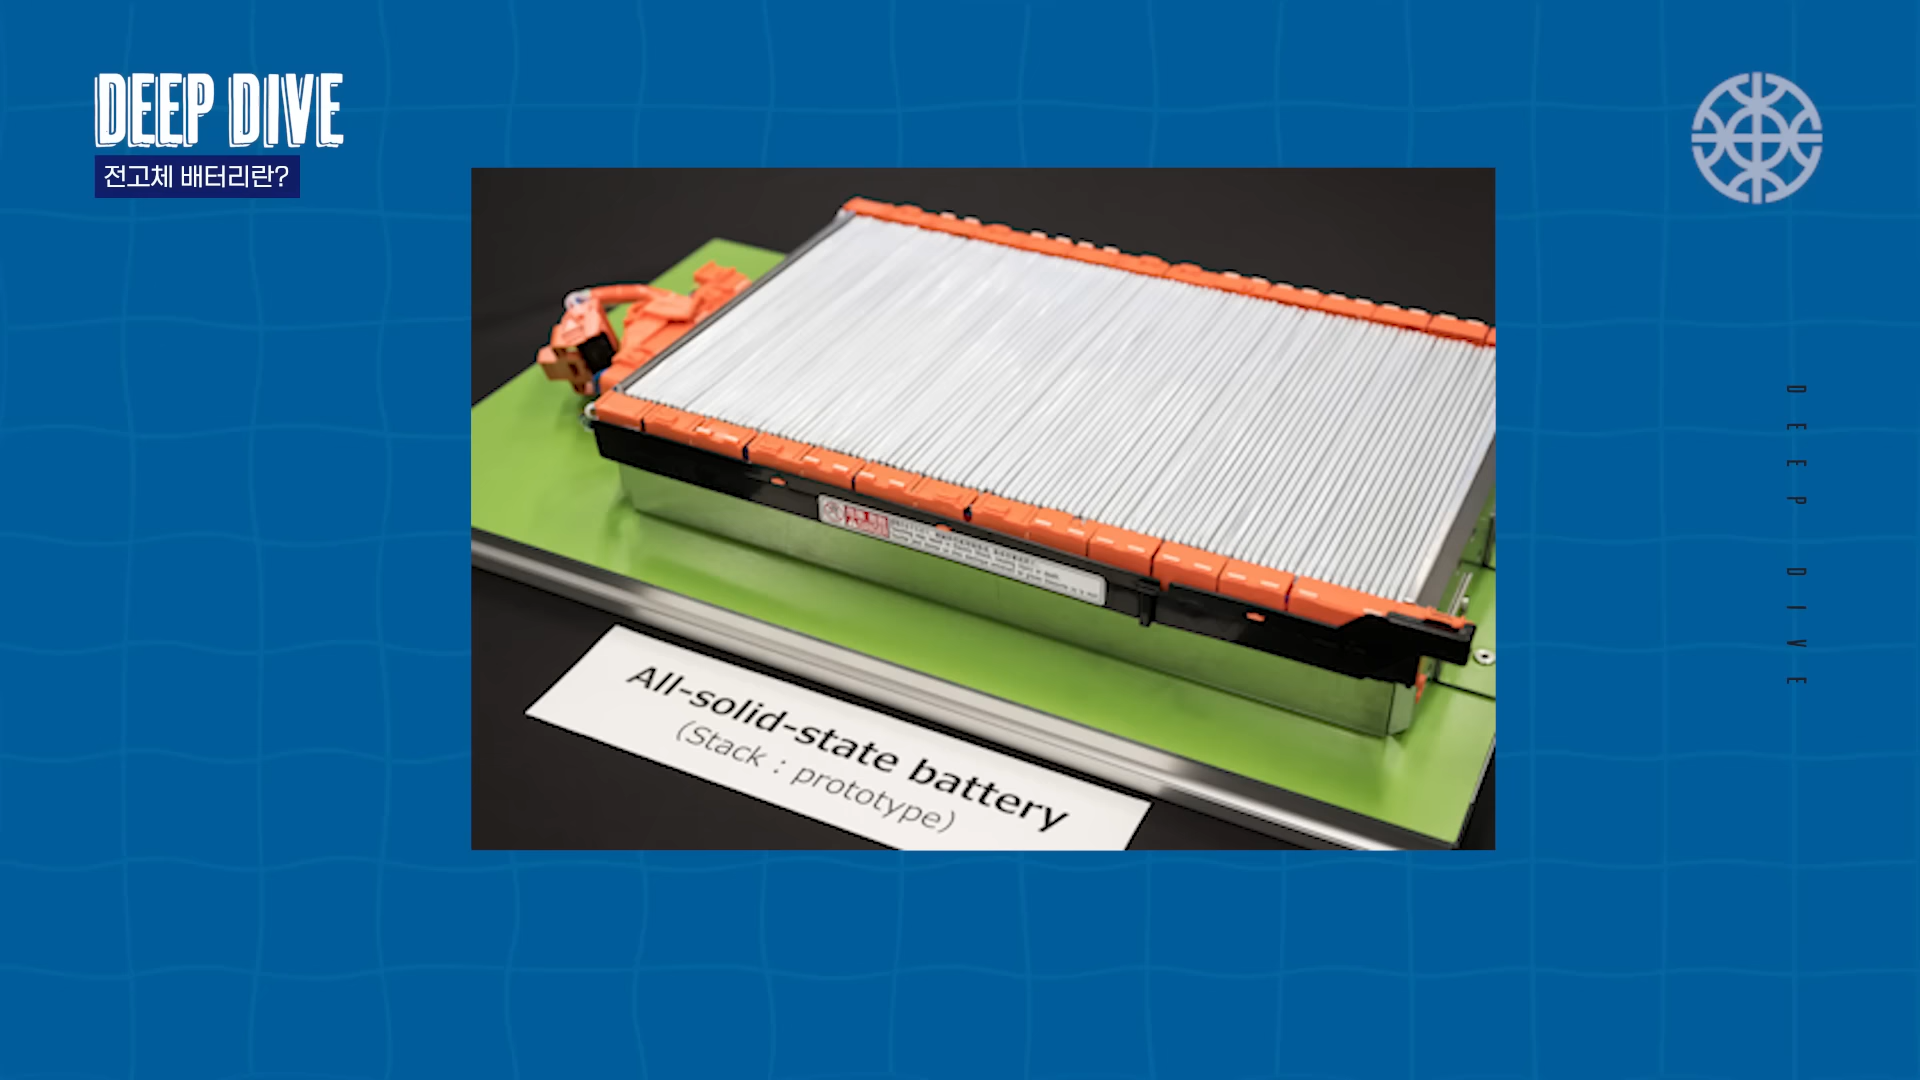 DEEP DIVE
전고체 배터리란?
DEEP DIVE
All-solid-state battery
(Stack : prototype)